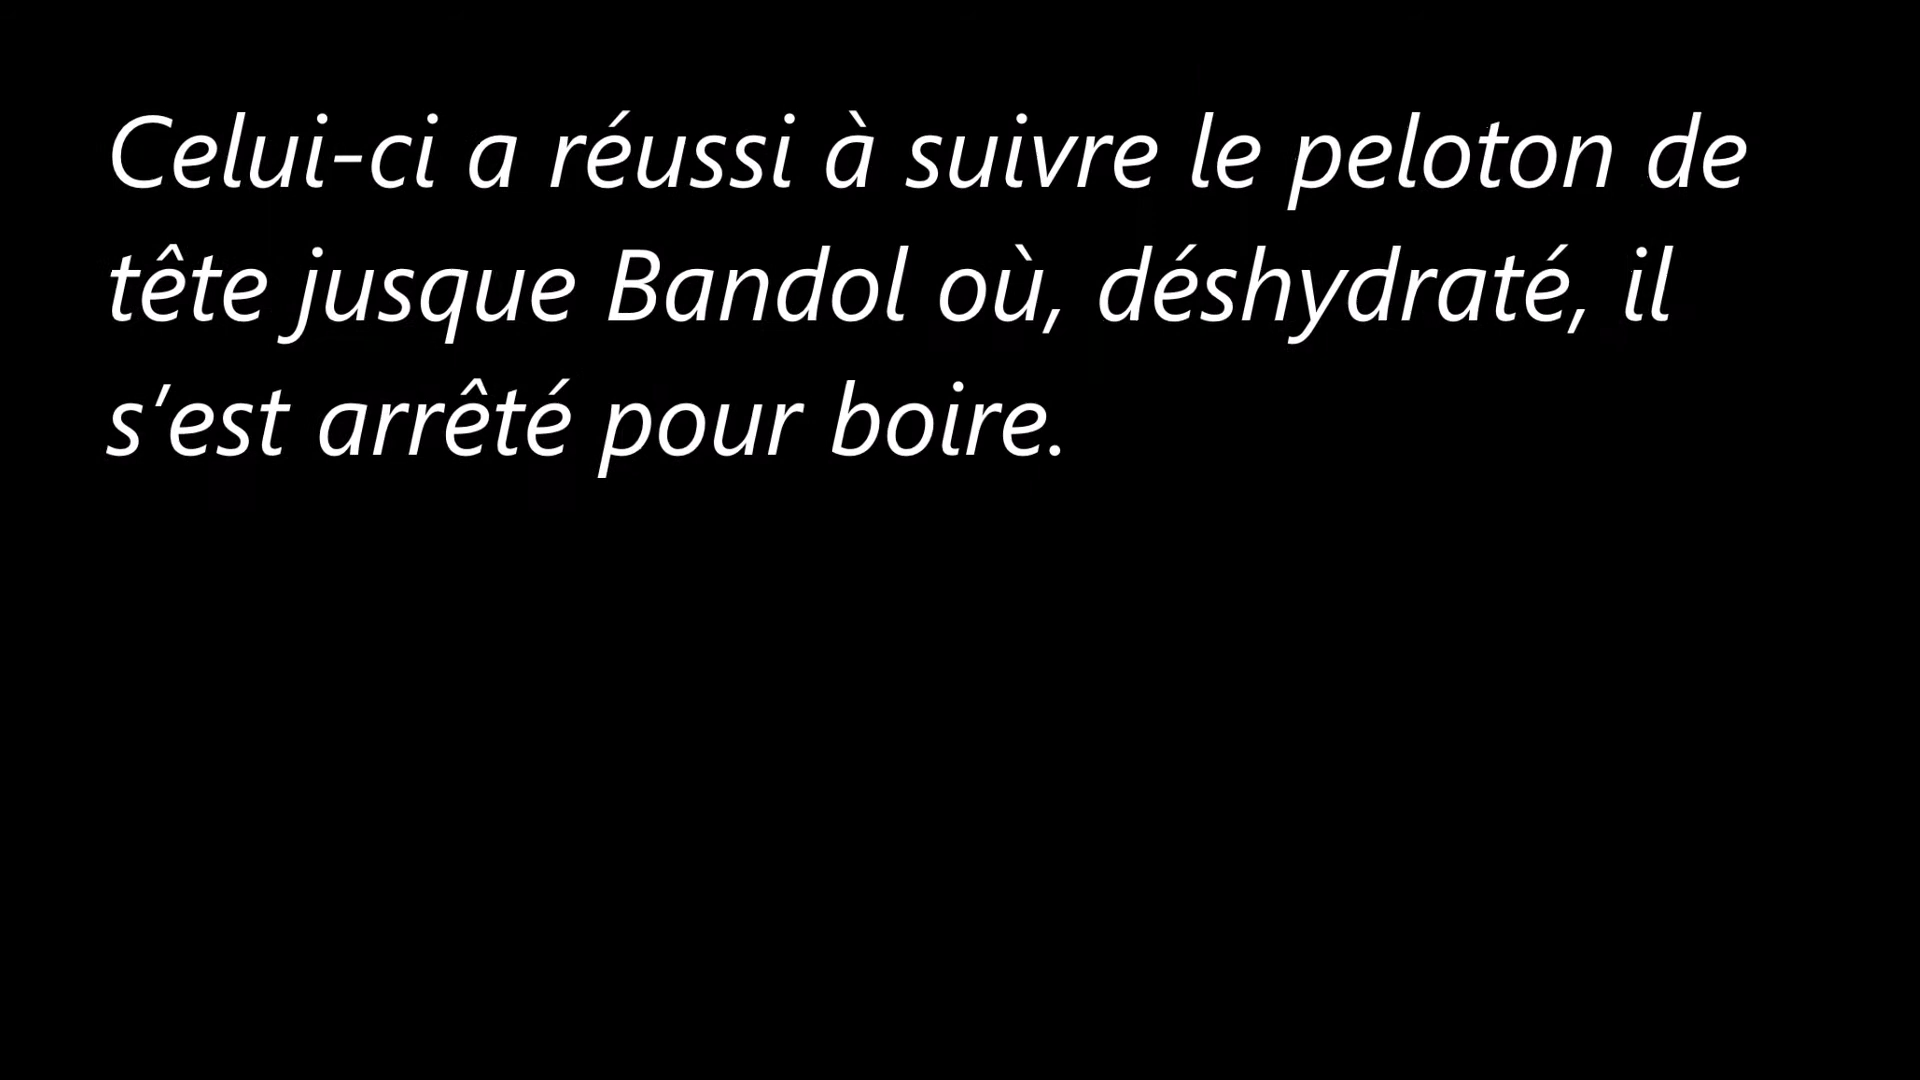 Celui-ci a réussi à suivre le peloton de
tête jusque Bandol où, déshydraté, il
s’est arrêté pour boire.